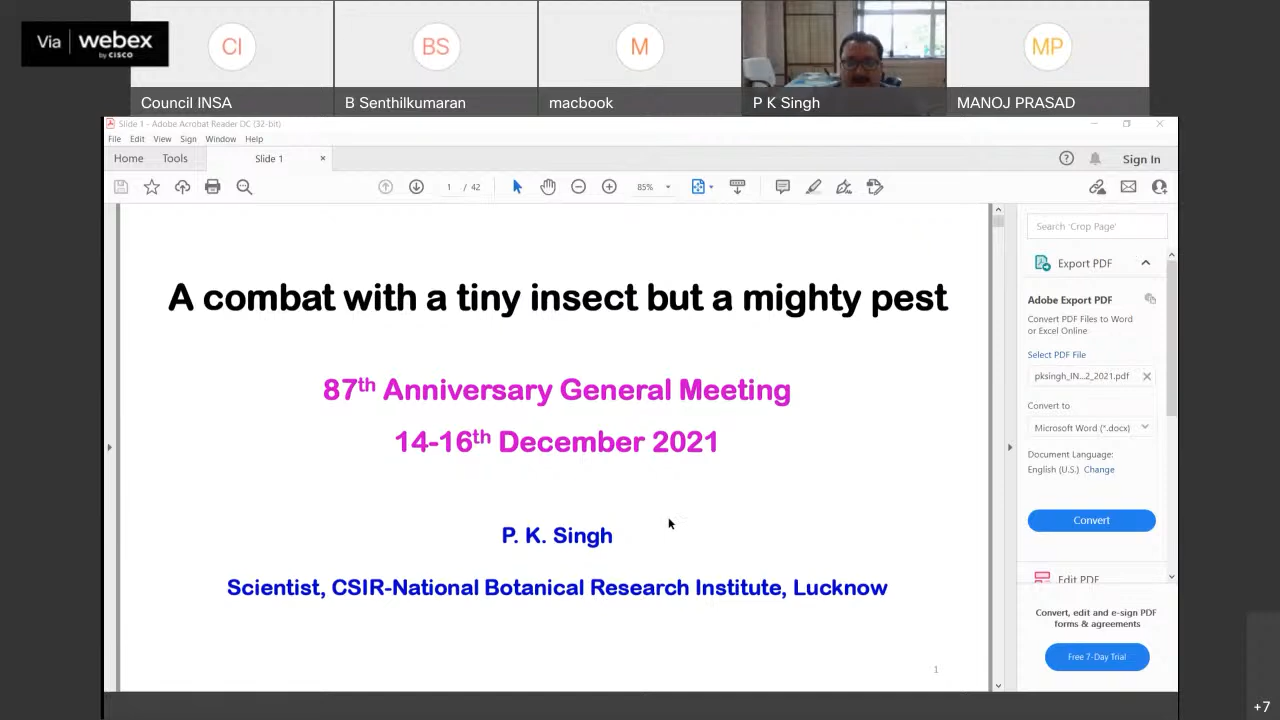 Via webex
by CISCO
CI
BS
M
MP
Council INSA
B Senthilkumaran
macbook
P K Singh
MANOJ PRASAD
Slide 1 - Adobe Acrobat Reader DC (32-bit)
File Edit View Sign Window Help
Home Tools Slide 1 × Sign In
1 / 42 85%
Search 'Crop Page'
Export PDF
Adobe Export PDF
Convert PDF Files to Word
or Excel Online
Select PDF File
pksingh_IN...2_2021.pdf
Convert to
Microsoft Word (*.docx)
Document Language:
English (U.S.) Change
Convert
Edit PDF
Convert, edit and e-sign PDF
forms & agreements
Free 7-Day Trial
A combat with a tiny insect but a mighty pest
87th Anniversary General Meeting
14-16th December 2021
P. K. Singh
Scientist, CSIR-National Botanical Research Institute, Lucknow
1
+7